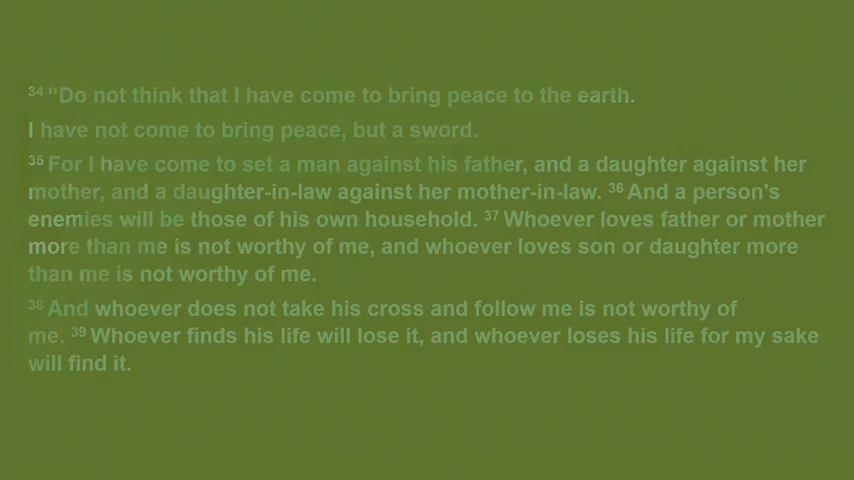 34 “Do not think that I have come to bring peace to the earth.
I have not come to bring peace, but a sword.
35 For I have come to set a man against his father, and a daughter against her
mother, and a daughter-in-law against her mother-in-law. 36 And a person's
enemies will be those of his own household. 37 Whoever loves father or mother
more than me is not worthy of me, and whoever loves son or daughter more
than me is not worthy of me.
38 And whoever does not take his cross and follow me is not worthy of
me. 39 Whoever finds his life will lose it, and whoever loses his life for my sake
will find it.